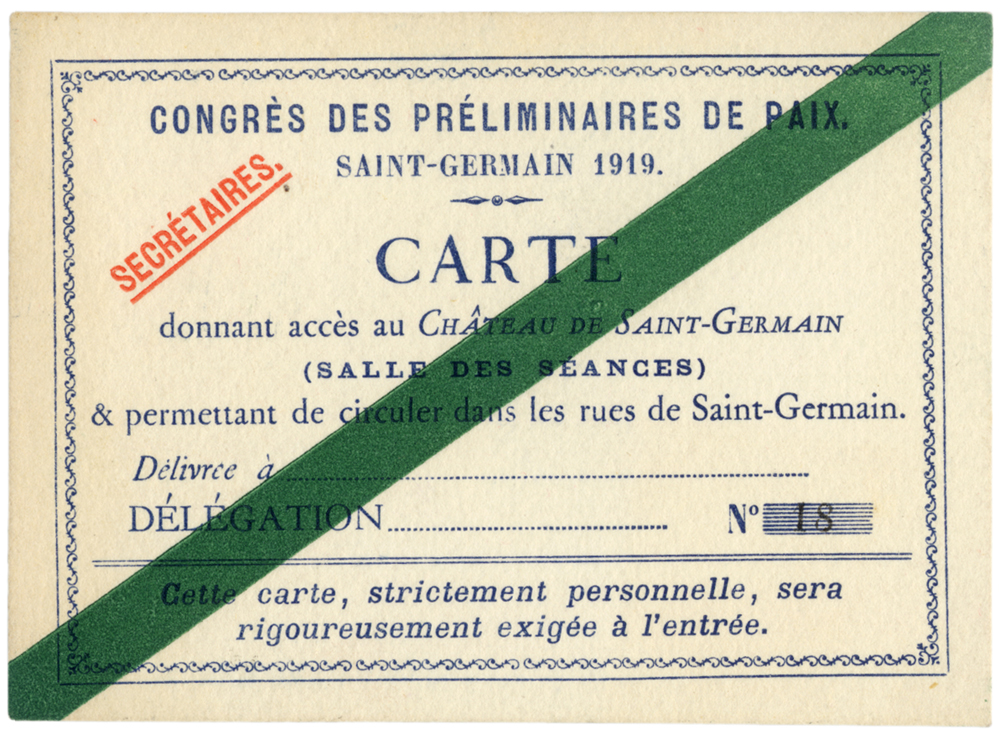 CONGRÈS DES PRÉLIMINAIRES DE PAIX.
SAINT-GERMAIN 1919.
SECRÉTAIRES.
CARTE
donnant accès au CHÂTEAU DE SAINT-GERMAIN
(SALLE DES SÉANCES)
& permettant de circuler dans les rues de Saint-Germain.
Délivrée à
DÉLÉGATION Nº 18
Cette carte, strictement personnelle, sera
rigoureusement exigée à l'entrée.